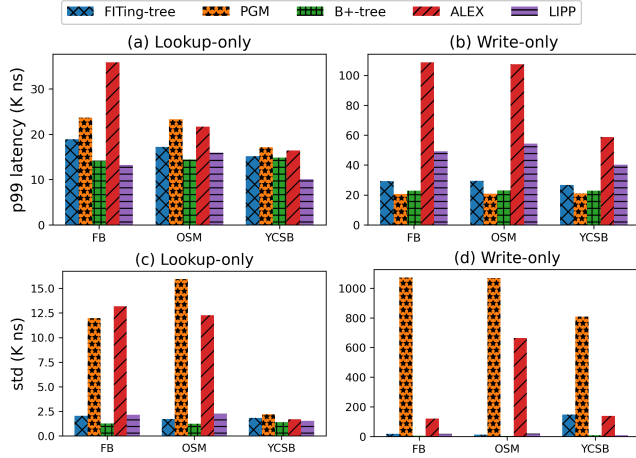 FITing-tree PGM B+-tree ALEX LIPP
(a) Lookup-only
p99 latency (K ns)
30
20
10
0
FB OSM YCSB
(b) Write-only
100
80
60
40
20
0
FB OSM YCSB
(c) Lookup-only
std (K ns)
15.0
12.5
10.0
7.5
5.0
2.5
0.0
FB OSM YCSB
(d) Write-only
1000
800
600
400
200
0
FB OSM YCSB